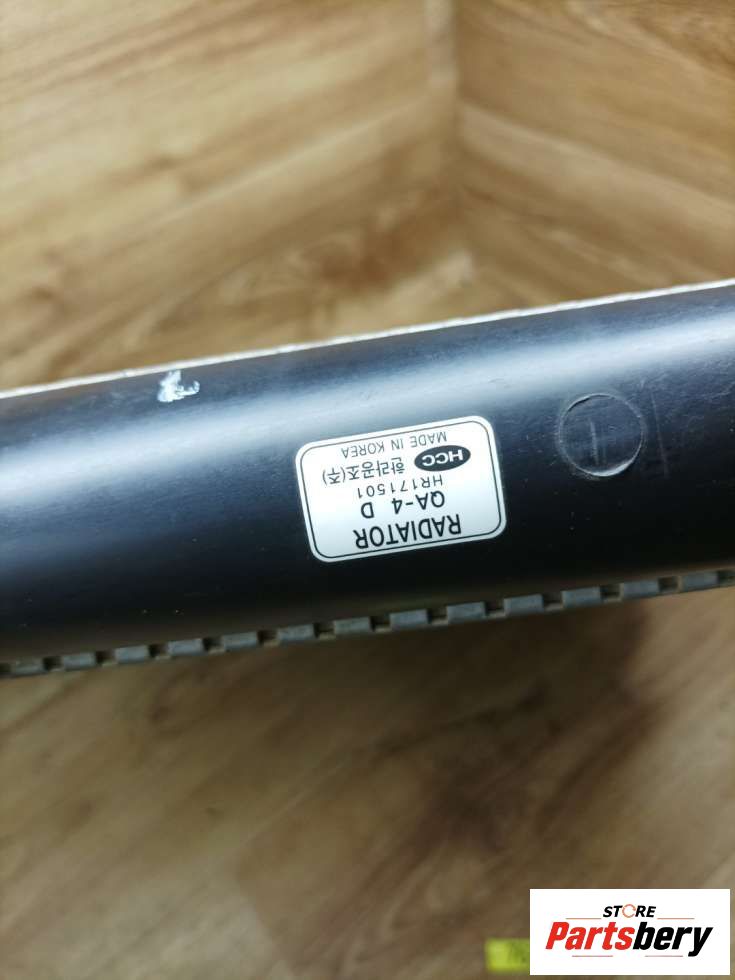 RADIATOR
QA-4 D
HR171501
HCC 한라공조(주)
MADE IN KOREA
STORE
Partsbery